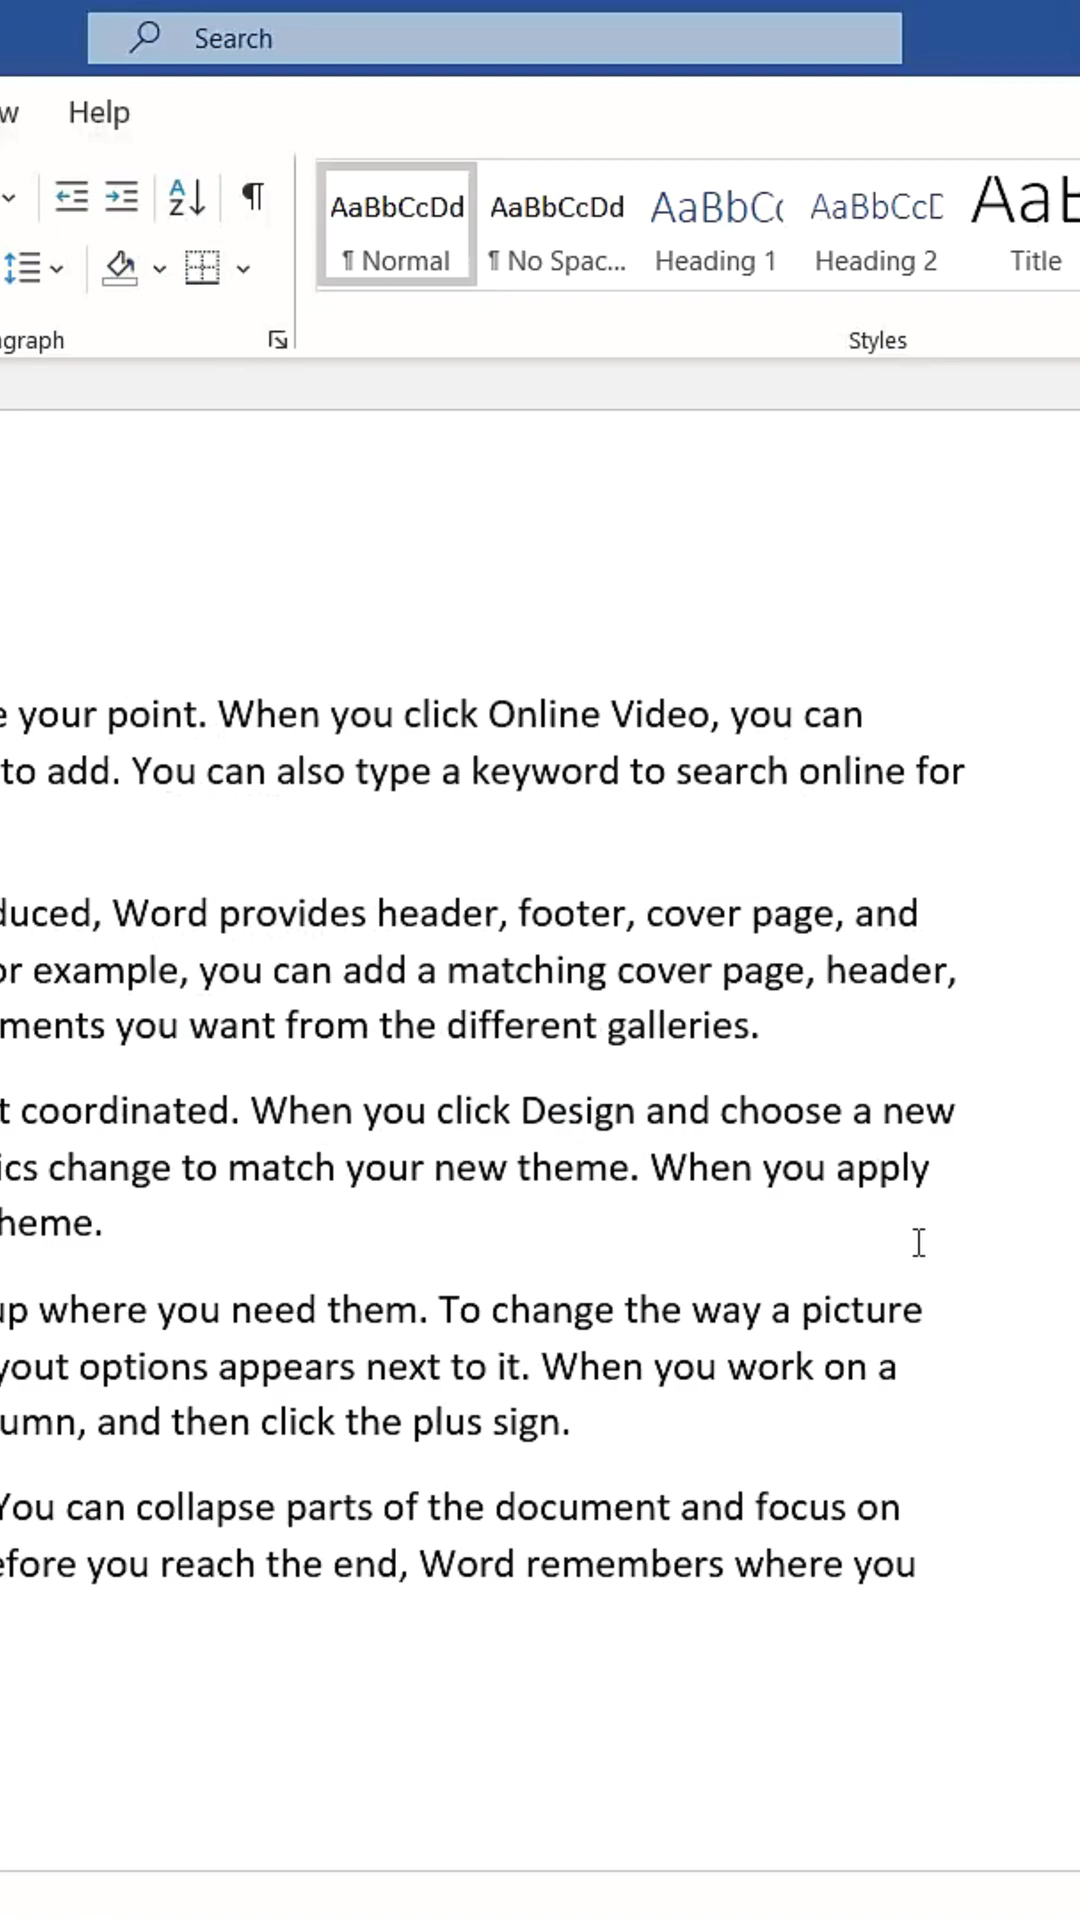 Search
w Help
AaBbCcDd AaBbCcDd AaBbCc AaBbCcD AaB
¶ Normal ¶ No Spac... Heading 1 Heading 2 Title
graph Styles
e your point. When you click Online Video, you can
to add. You can also type a keyword to search online for
duced, Word provides header, footer, cover page, and
or example, you can add a matching cover page, header,
ments you want from the different galleries.
t coordinated. When you click Design and choose a new
ics change to match your new theme. When you apply
heme.
up where you need them. To change the way a picture
yout options appears next to it. When you work on a
umn, and then click the plus sign.
You can collapse parts of the document and focus on
efore you reach the end, Word remembers where you